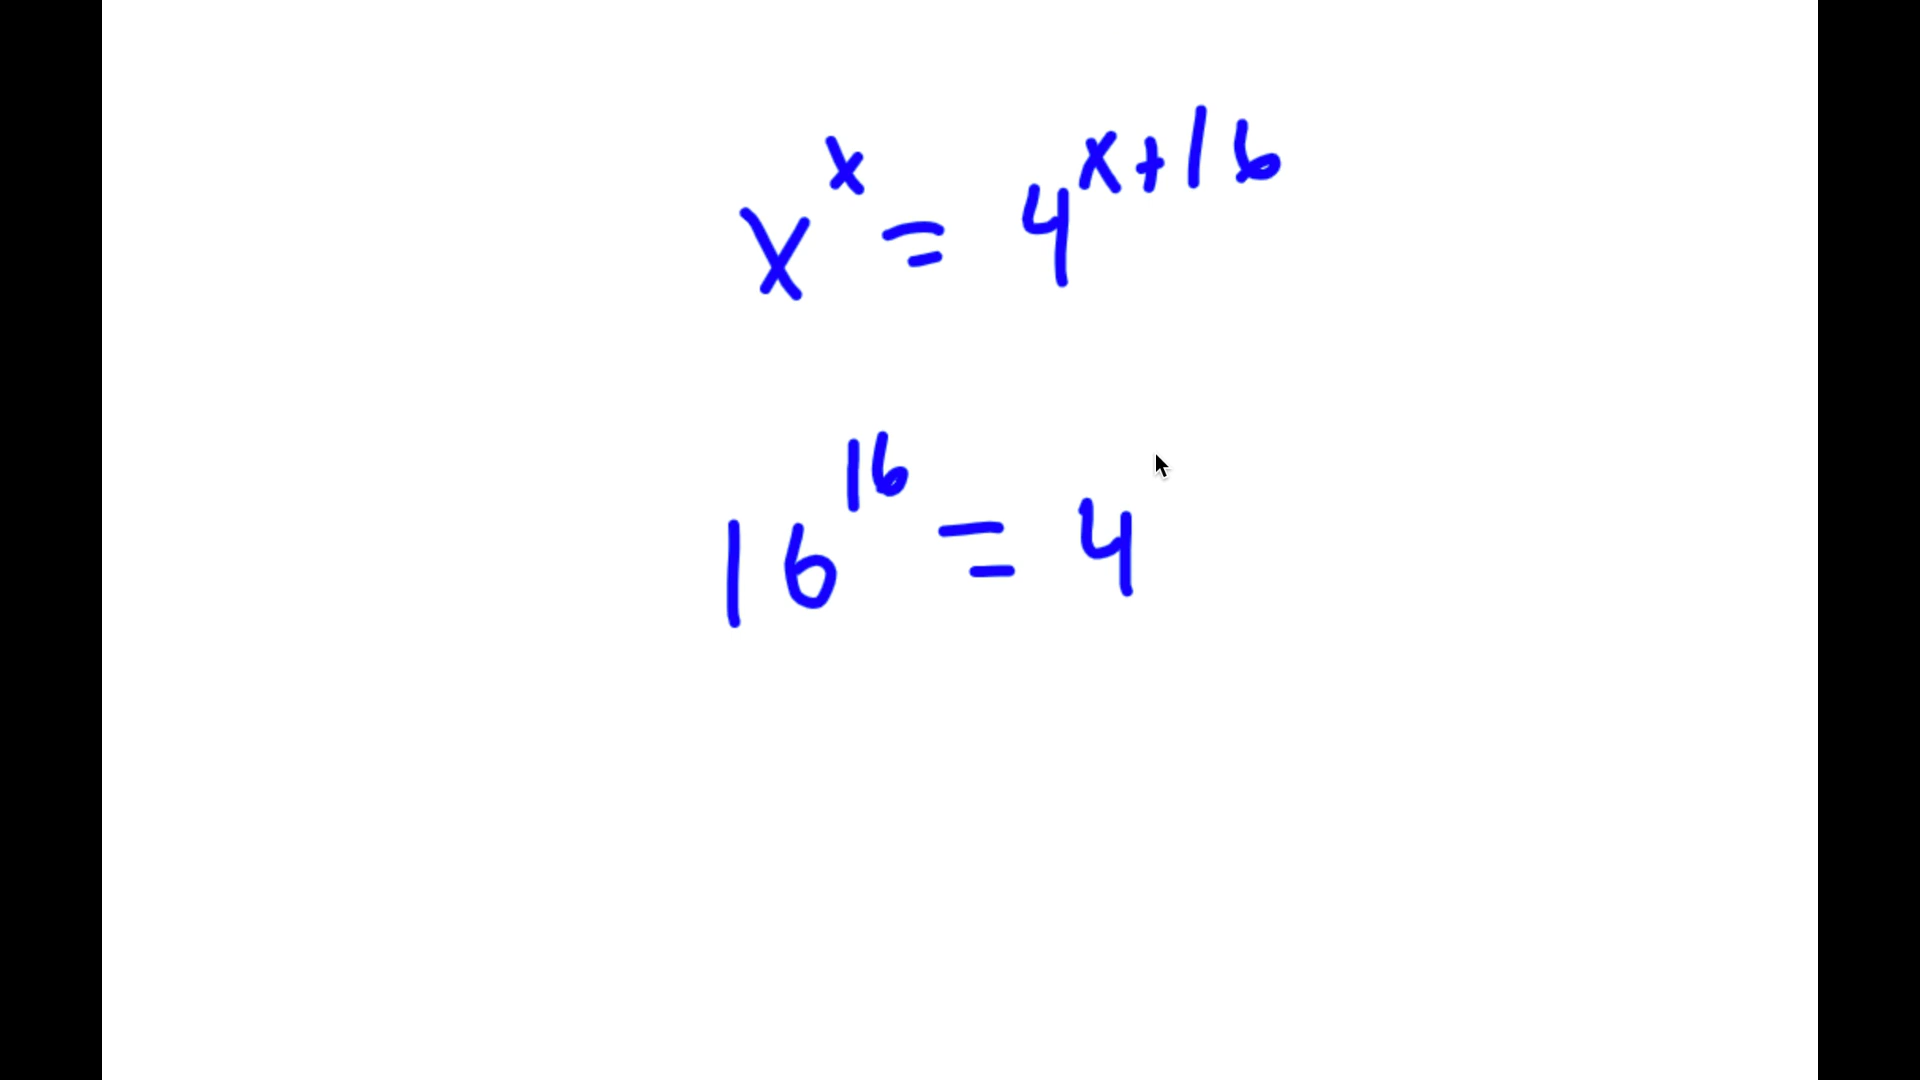 x^x = 4^{x+16}
16^{16} = 4